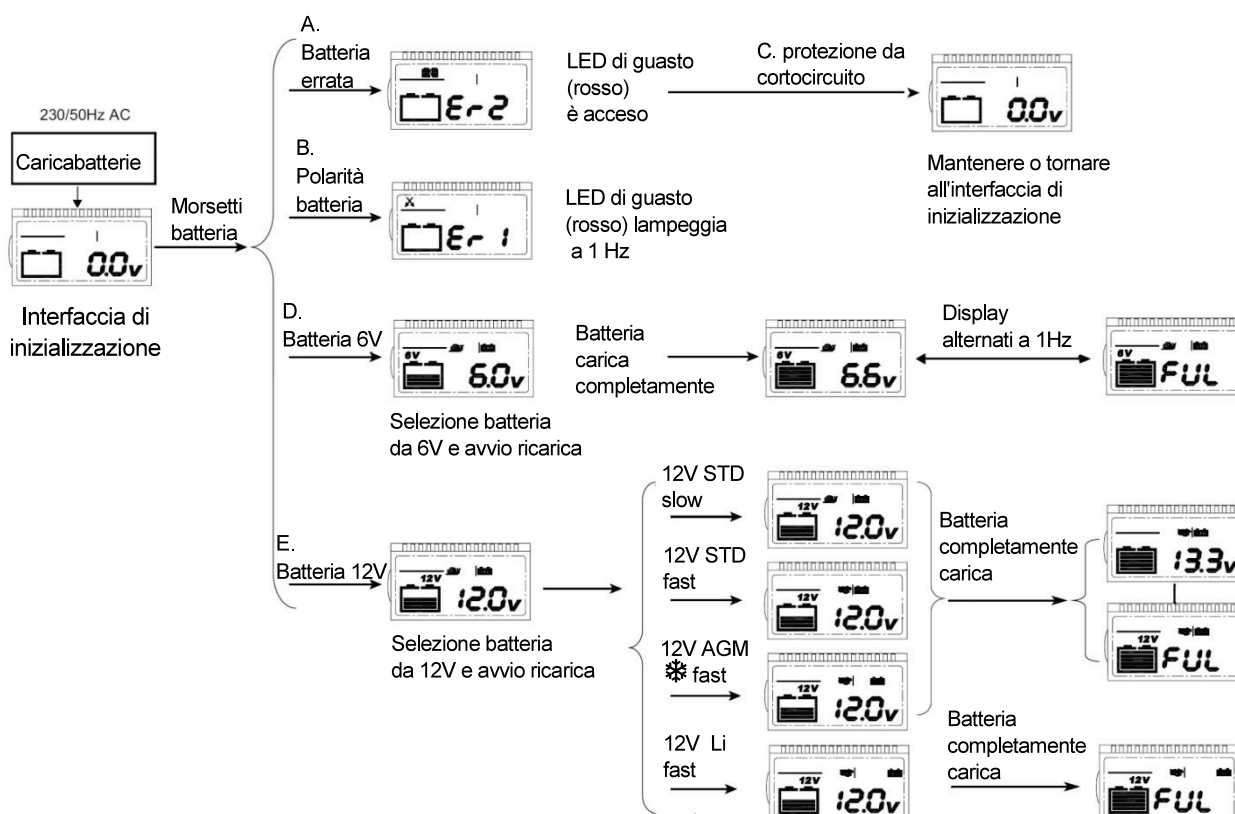 230/50Hz AC
Caricabatterie
0.0v
Interfaccia di
inizializzazione
Morsetti
batteria
A.
Batteria
errata
Er2
LED di guasto
(rosso)
è acceso
C. protezione da
cortocircuito
0.0v
Mantenere o tornare
all'interfaccia di
inizializzazione
B.
Polarità
batteria
Er1
LED di guasto
(rosso) lampeggia
a 1 Hz
D.
Batteria 6V
6V
6.0v
Selezione batteria
da 6V e avvio ricarica
Batteria
carica
completamente
6V
6.6v
Display
alternati a 1Hz
6V
FUL
E.
Batteria 12V
12V
12.0v
Selezione batteria
da 12V e avvio ricarica
12V STD
slow
12V
12.0v
12V STD
fast
12V
12.0v
12V AGM
❄ fast
12V
12.0v
Batteria
completamente
carica
13.3v
12V
FUL
12V Li
fast
12V
12.0v
Batteria
completamente
carica
12V
FUL